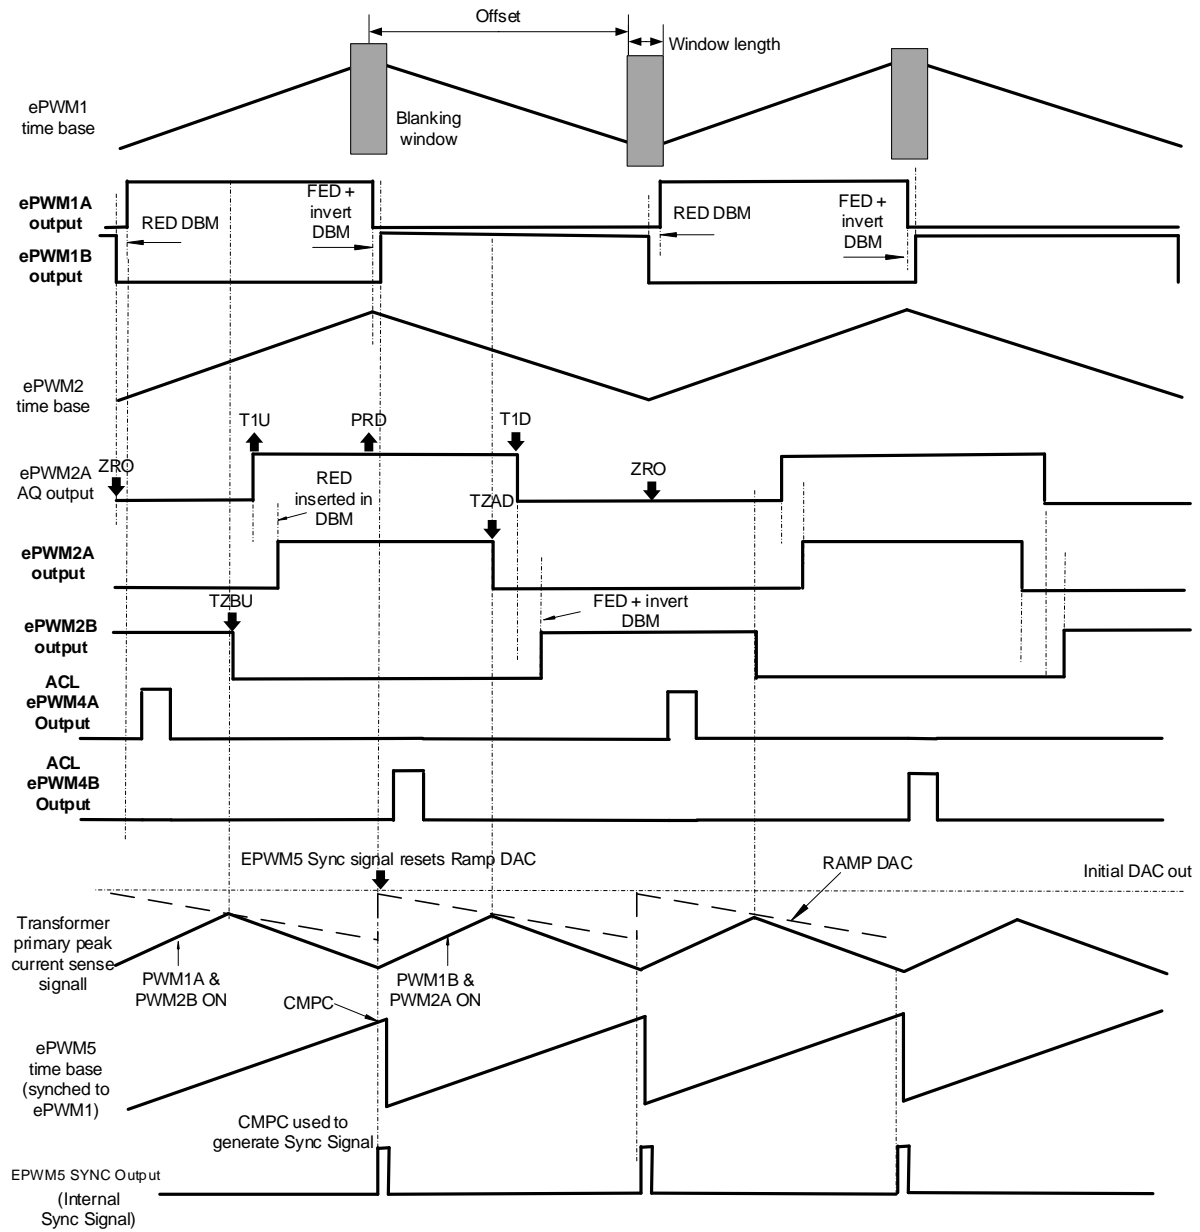 Offset
Window length
ePWM1
time base
Blanking
window
ePWM1A
output
RED DBM
FED +
invert
DBM
RED DBM
FED +
invert
DBM
ePWM1B
output
ePWM2
time base
T1U
PRD
T1D
ePWM2A
AQ output
ZRO
RED
inserted in
DBM
ZRO
TZAD
ePWM2A
output
TZBU
FED + invert
DBM
ePWM2B
output
ACL
ePWM4A
Output
ACL
ePWM4B
Output
EPWM5 Sync signal resets Ramp DAC
RAMP DAC
Initial DAC out
Transformer
primary peak
current sense
signall
PWM1A &
PWM2B ON
PWM1B &
PWM2A ON
CMPC
ePWM5
time base
(synched to
ePWM1)
CMPC used to
generate Sync Signal
EPWM5 SYNC Output
(Internal
Sync Signal)